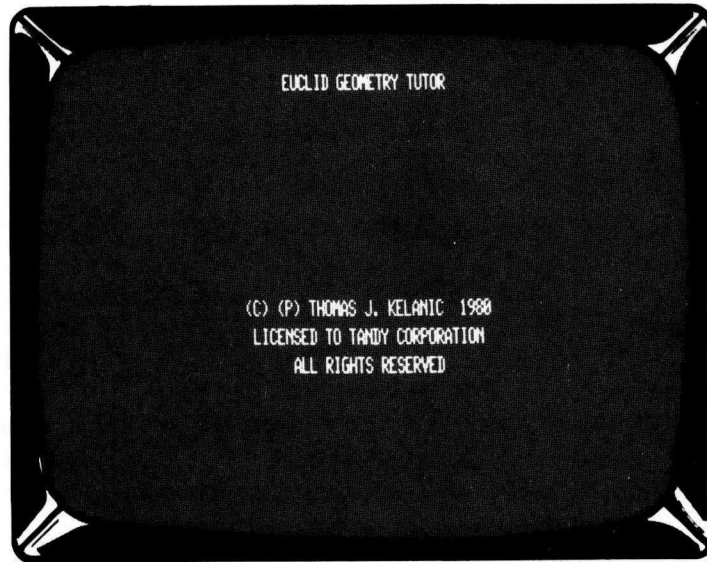 EUCLID GEOMETRY TUTOR
(C) (P) THOMAS J. KELANIC 1980
LICENSED TO TANDY CORPORATION
ALL RIGHTS RESERVED